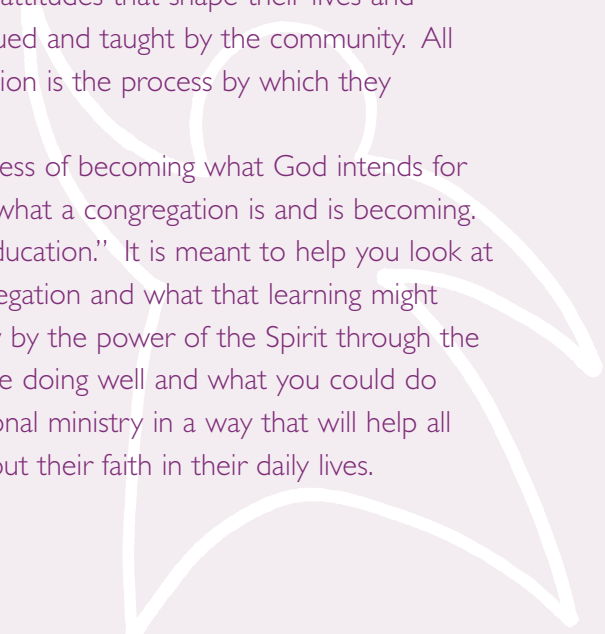 attitudes that shape their lives and
ued and taught by the community. All
ion is the process by which they
ess of becoming what God intends for
what a congregation is and is becoming.
ducation.” It is meant to help you look at
egation and what that learning might
by the power of the Spirit through the
e doing well and what you could do
onal ministry in a way that will help all
out their faith in their daily lives.